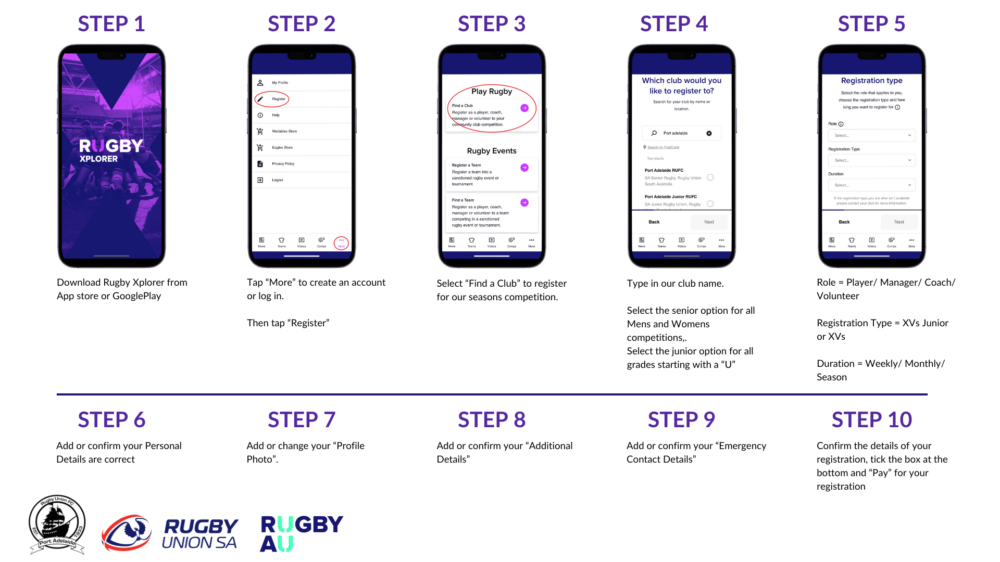 STEP 1
STEP 2
STEP 3
STEP 4
STEP 5
RUGBY
XPLORER
My Profile
Register
Help
Wallabies Store
Eagles Store
Privacy Policy
Logout
News
Teams
Videos
Comps
More
Play Rugby
Find a Club
Register as a player, coach,
manager or volunteer to your
community club competition.
Rugby Events
Register a Team
Register a team into a
sanctioned rugby event or
tournament
Find a Team
Register as a player, coach,
manager or volunteer to a team
competing in a sanctioned
rugby event or tournament.
News
Teams
Videos
Comps
More
Which club would you
like to register to?
Search for your club by name or
location.
Port adelaide
Search by PostCode
Top results
Port Adelaide RUFC
SA Senior Rugby, Rugby Union
South Australia
Port Adelaide Junior RUFC
SA Junior Rugby Union, Rugby
Back
Next
News
Teams
Videos
Comps
More
Registration type
Select the role that applies to you,
choose the registration type and how
long you want to register for
Role
Select...
Registration Type
Select...
Duration
Select...
If the registration type you are after isn't available
please contact your club for more information.
Back
Next
News
Teams
Videos
Comps
More
Download Rugby Xplorer from
App store or GooglePlay
Tap “More” to create an account
or log in.
Then tap “Register”
Select “Find a Club” to register
for our seasons competition.
Type in our club name.
Select the senior option for all
Mens and Womens
competitions,.
Select the junior option for all
grades starting with a “U”
Role = Player/ Manager/ Coach/
Volunteer
Registration Type = XVs Junior
or XVs
Duration = Weekly/ Monthly/
Season
STEP 6
STEP 7
STEP 8
STEP 9
STEP 10
Add or confirm your Personal
Details are correct
Add or change your “Profile
Photo”.
Add or confirm your “Additional
Details”
Add or confirm your “Emergency
Contact Details”
Confirm the details of your
registration, tick the box at the
bottom and “Pay” for your
registration
Rugby Union FC
EST. 1933
Port Adelaide
RUGBY
UNION SA
RUGBY
AU